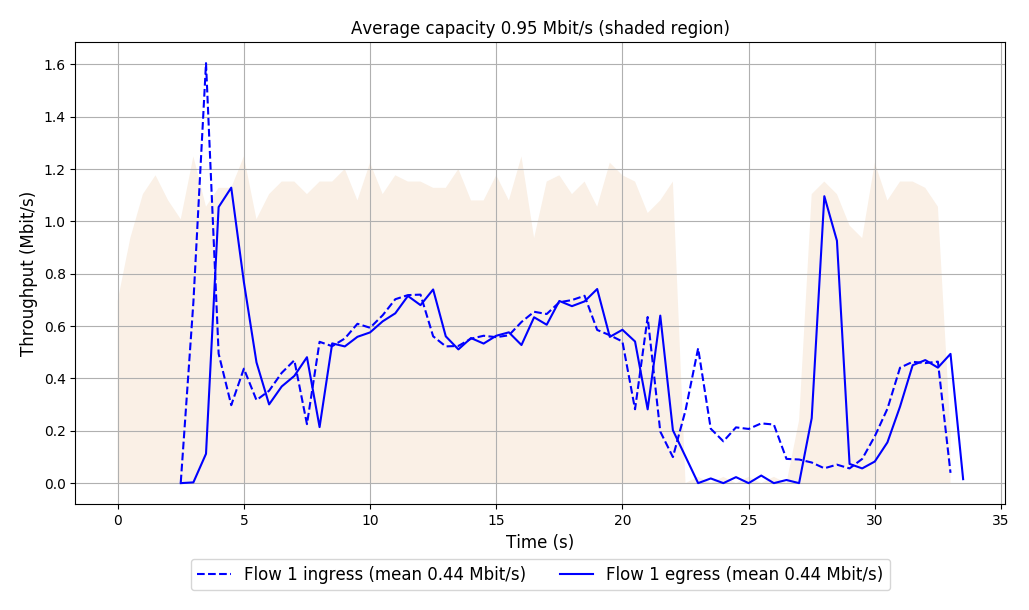 Average capacity 0.95 Mbit/s (shaded region)
Throughput (Mbit/s)
1.6
1.4
1.2
1.0
0.8
0.6
0.4
0.2
0.0
0 5 10 15 20 25 30 35
Time (s)
Flow 1 ingress (mean 0.44 Mbit/s) Flow 1 egress (mean 0.44 Mbit/s)